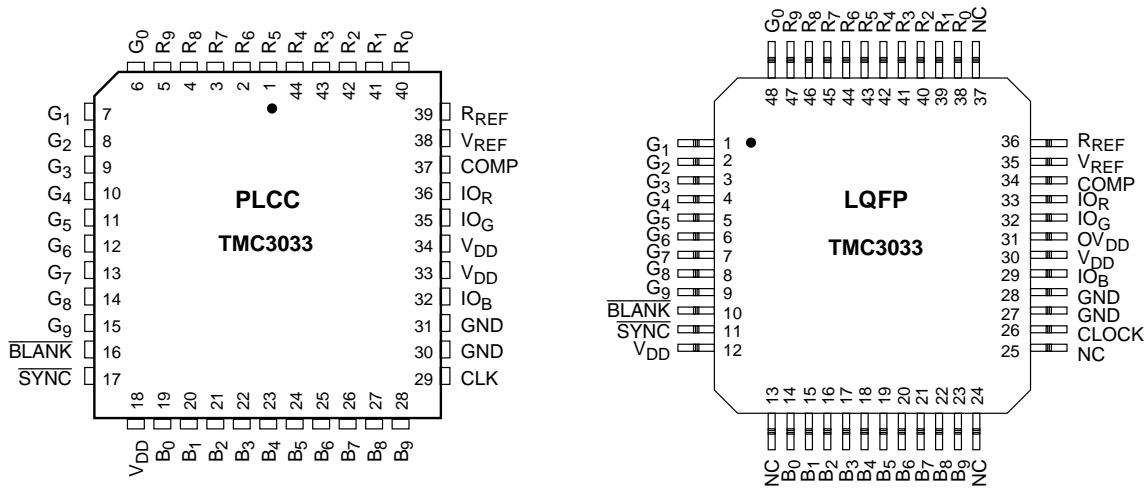 G0 R9 R8 R7 R6 R5 R4 R3 R2 R1 R0
6 5 4 3 2 1 44 43 42 41 40
G1 7 39 RREF
G2 8 38 VREF
G3 9 37 COMP
G4 10 PLCC 36 IOR
G5 11 35 IOG
G6 12 TMC3033 34 VDD
G7 13 33 VDD
G8 14 32 IOB
G9 15 31 GND
BLANK 16 30 GND
SYNC 17 29 CLK
18 19 20 21 22 23 24 25 26 27 28
VDD B0 B1 B2 B3 B4 B5 B6 B7 B8 B9
G0 R9 R8 R7 R6 R5 R4 R3 R2 R1 R0 NC
48 47 46 45 44 43 42 41 40 39 38 37
G1 1 36 RREF
G2 2 35 VREF
G3 3 34 COMP
G4 4 LQFP 33 IOR
G5 5 32 IOG
G6 6 TMC3033 31 OVDD
G7 7 30 VDD
G8 8 29 IOB
G9 9 28 GND
BLANK 10 27 GND
SYNC 11 26 CLOCK
VDD 12 25 NC
13 14 15 16 17 18 19 20 21 22 23 24
NC B0 B1 B2 B3 B4 B5 B6 B7 B8 B9 NC